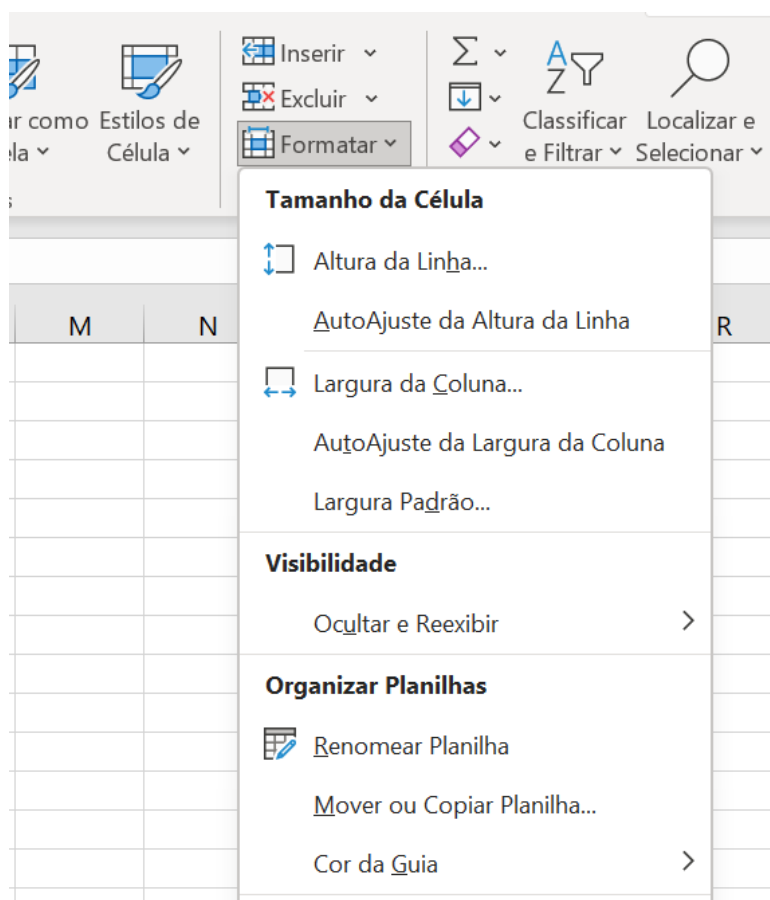 Inserir
Excluir
Formatar
como
Estilos de
Célula
Classificar
e Filtrar
Localizar e
Selecionar
Tamanho da Célula
Altura da Linha...
AutoAjuste da Altura da Linha
M N R
Largura da Coluna...
AutoAjuste da Largura da Coluna
Largura Padrão...
Visibilidade
Ocultar e Reexibir
Organizar Planilhas
Renomear Planilha
Mover ou Copiar Planilha...
Cor da Guia